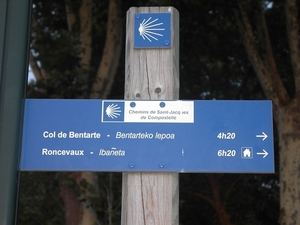 Chemins de Saint-Jacques
de Compostelle
Col de Bentarte - Bentarteko lepoa 4h20
Roncevaux - Ibañeta 6h20